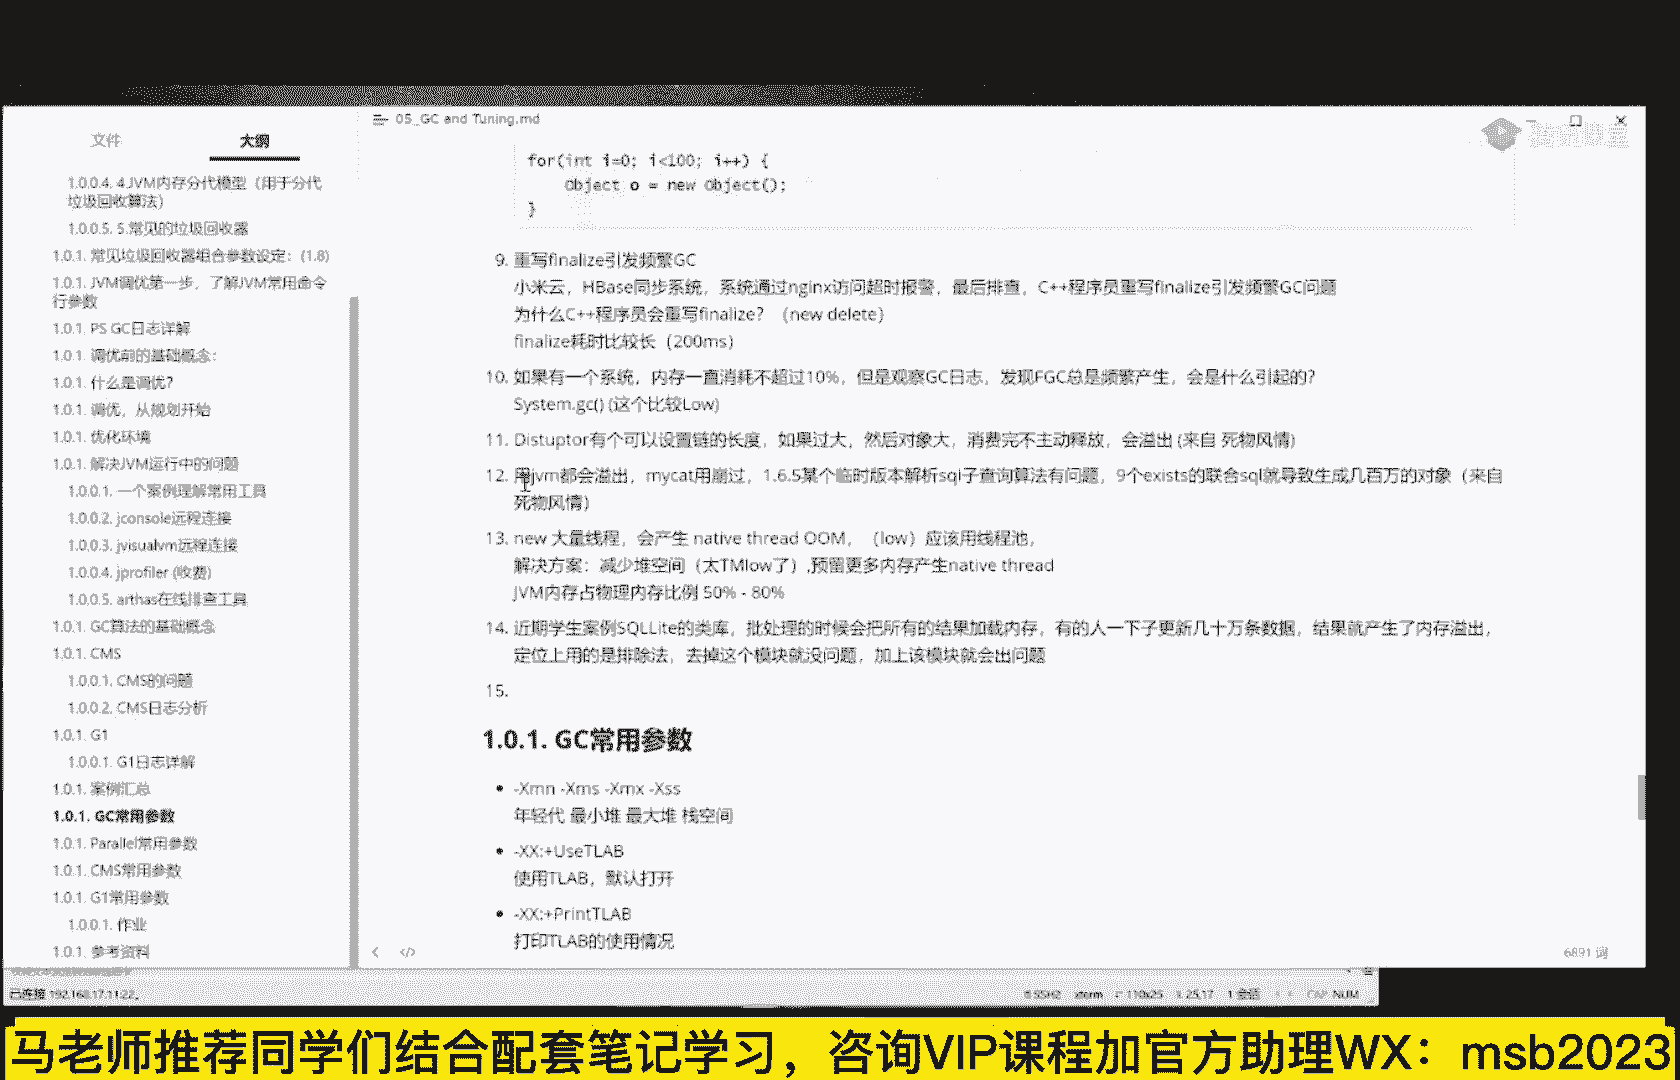 文件
大纲
1.0.0.4. 4.JVM内存分代模型（用于分代
垃圾回收算法）
1.0.0.5. 5.常见的垃圾回收器
1.0.1. 常见垃圾回收器组合参数设定：(1.8)
1.0.1. JVM调优第一步，了解JVM常用命令
行参数
1.0.1. PS GC日志详解
1.0.1. 调优前的基础概念：
1.0.1. 什么是调优？
1.0.1. 调优，从规划开始
1.0.1. 优化环境
1.0.1. 解决JVM运行中的问题
1.0.0.1. 一个案例理解常用工具
1.0.0.2. jconsole远程连接
1.0.0.3. jvisualvm远程连接
1.0.0.4. jprofiler (收费)
1.0.0.5. arthas在线排查工具
1.0.1. GC算法的基础概念
1.0.1. CMS
1.0.0.1. CMS的问题
1.0.0.2. CMS日志分析
1.0.1. G1
1.0.0.1. G1日志详解
1.0.1. 案例汇总
1.0.1. GC常用参数
1.0.1. Parallel常用参数
1.0.1. CMS常用参数
1.0.1. G1常用参数
1.0.0.1. 作业
1.0.1. 参考资料
05_GC and Tuning.md
for(int i=0; i<100; i++) {
Object o = new Object();
}
9. 重写finalize引发频繁GC
小米云，HBase同步系统，系统通过nginx访问超时报警，最后排查，C++程序员重写finalize引发频繁GC问题
为什么C++程序员会重写finalize？（new delete）
finalize耗时比较长（200ms）
10. 如果有一个系统，内存一直消耗不超过10%，但是观察GC日志，发现FGC总是频繁产生，会是什么引起的？
System.gc() (这个比较Low)
11. Distuptor有个可以设置链的长度，如果过大，然后对象大，消费完不主动释放，会溢出 (来自 死物风情)
12. 用jvm都会溢出，mycat用崩过，1.6.5某个临时版本解析sql子查询算法有问题，9个exists的联合sql就导致生成几百万的对象（来自
死物风情）
13. new 大量线程，会产生 native thread OOM，（low）应该用线程池，
解决方案：减少堆空间（太TMlow了）,预留更多内存产生native thread
JVM内存占物理内存比例 50% - 80%
14. 近期学生案例SQLLite的类库，批处理的时候会把所有的结果加载内存，有的人一下子更新几十万条数据，结果就产生了内存溢出，
定位上用的是排除法，去掉这个模块就没问题，加上该模块就会出问题
15.
1.0.1. GC常用参数
-Xmn -Xms -Xmx -Xss
年轻代 最小堆 最大堆 栈空间
-XX:+UseTLAB
使用TLAB，默认打开
-XX:+PrintTLAB
打印TLAB的使用情况
6891 词
已连接 192.168.17.11:22。
SSH2 xterm 110x25 25,17 1 会话 CAP NUM
马老师推荐同学们结合配套笔记学习，咨询VIP课程加官方助理WX：msb2023